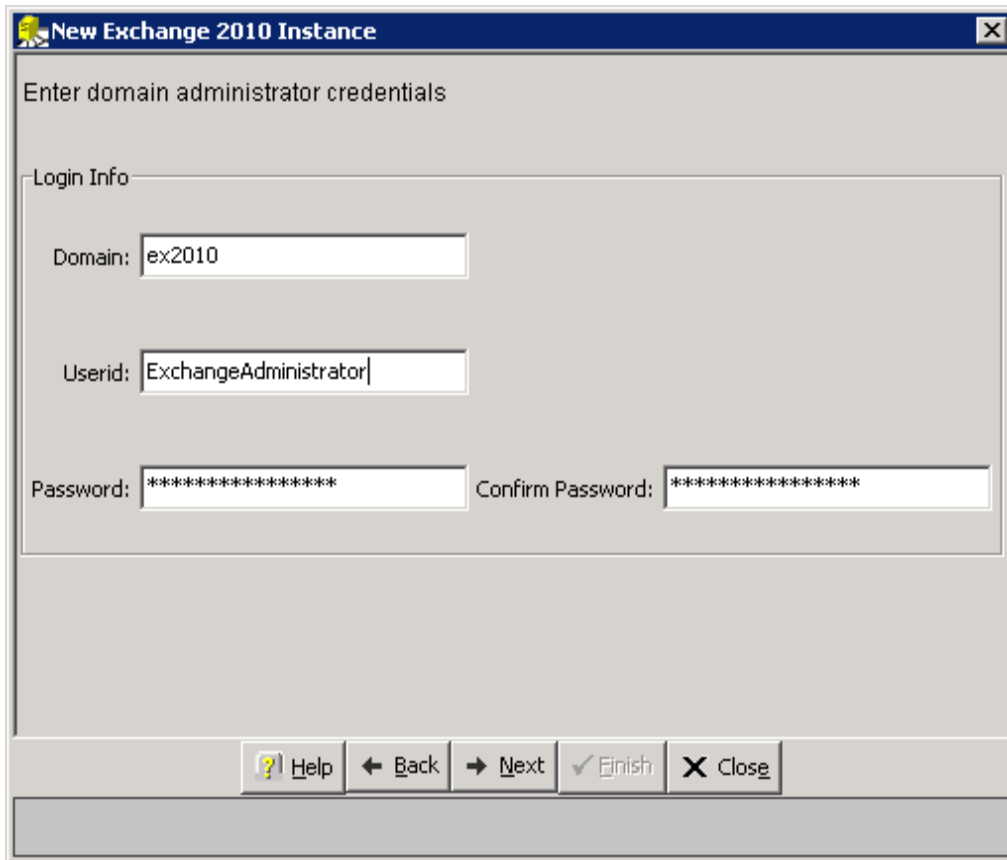 New Exchange 2010 Instance
Enter domain administrator credentials
Login Info
Domain: ex2010
Userid: ExchangeAdministrator
Password: **************** Confirm Password: ****************
Help Back Next Finish Close